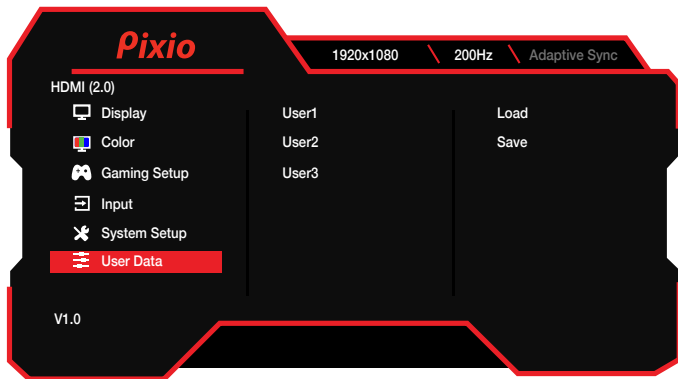 Pixio
1920x1080 200Hz Adaptive Sync
HDMI (2.0)
Display User1 Load
Color User2 Save
Gaming Setup User3
Input
System Setup
User Data
V1.0